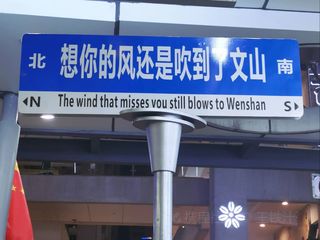 北 想你的风还是吹到了文山 南
◀N The wind that misses you still blows to Wenshan S▶